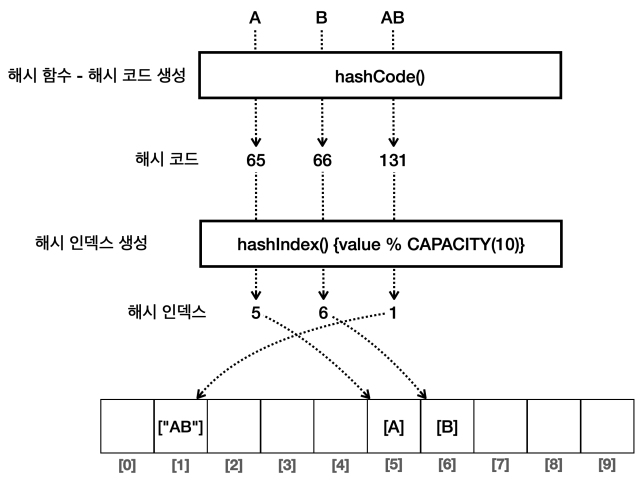 A B AB
해시 함수 - 해시 코드 생성 hashCode()
해시 코드 65 66 131
해시 인덱스 생성 hashIndex() {value % CAPACITY(10)}
해시 인덱스 5 6 1
["AB"] [A] [B]
[0] [1] [2] [3] [4] [5] [6] [7] [8] [9]